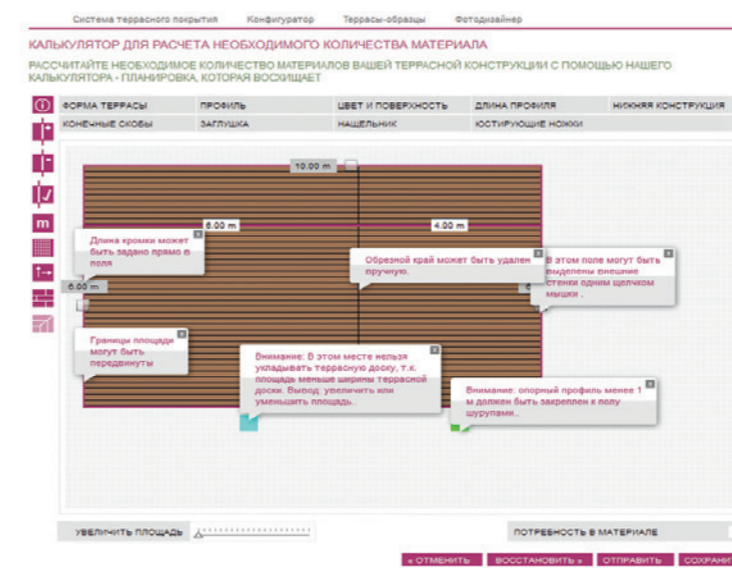 Система террасного покрытия Конфигуратор Террасы-образцы Фотодизайнер
КАЛЬКУЛЯТОР ДЛЯ РАСЧЕТА НЕОБХОДИМОГО КОЛИЧЕСТВА МАТЕРИАЛА
РАССЧИТАЙТЕ НЕОБХОДИМОЕ КОЛИЧЕСТВО МАТЕРИАЛОВ ВАШЕЙ ТЕРРАСНОЙ КОНСТРУКЦИИ С ПОМОЩЬЮ НАШЕГО
КАЛЬКУЛЯТОРА - ПЛАНИРОВКА, КОТОРАЯ ВОСХИЩАЕТ
ФОРМА ТЕРРАСЫ ПРОФИЛЬ ЦВЕТ И ПОВЕРХНОСТЬ ДЛИНА ПРОФИЛЯ НИЖНЯЯ КОНСТРУКЦИЯ
КОНЕЧНЫЕ СКОБЫ ЗАГЛУШКА НАЩЕЛЬНИК ЮСТИРУЮЩИЕ НОЖКИ
m
10.00 m
6.00 m 4.00 m
Длина кромки может
быть задано прямо в
поля
Обрезной край может быть удален
вручную.
В этом поле могут быть
выделены внешние
стенки одним щелчком
мышки .
6.00 m
Границы площади
могут быть
передвинуты
Внимание: В этом месте нельзя
укладывать террасную доску, т.к.
площадь меньше ширины террасной
доски. Вывод: увеличить или
уменьшить площадь..
Внимание: опорный профиль менее 1
м должен быть закреплен к полу
шурупами..
УВЕЛИЧИТЬ ПЛОЩАДЬ ПОТРЕБНОСТЬ В МАТЕРИАЛЕ
« ОТМЕНИТЬ ВОССТАНОВИТЬ » ОТПРАВИТЬ СОХРАНИ